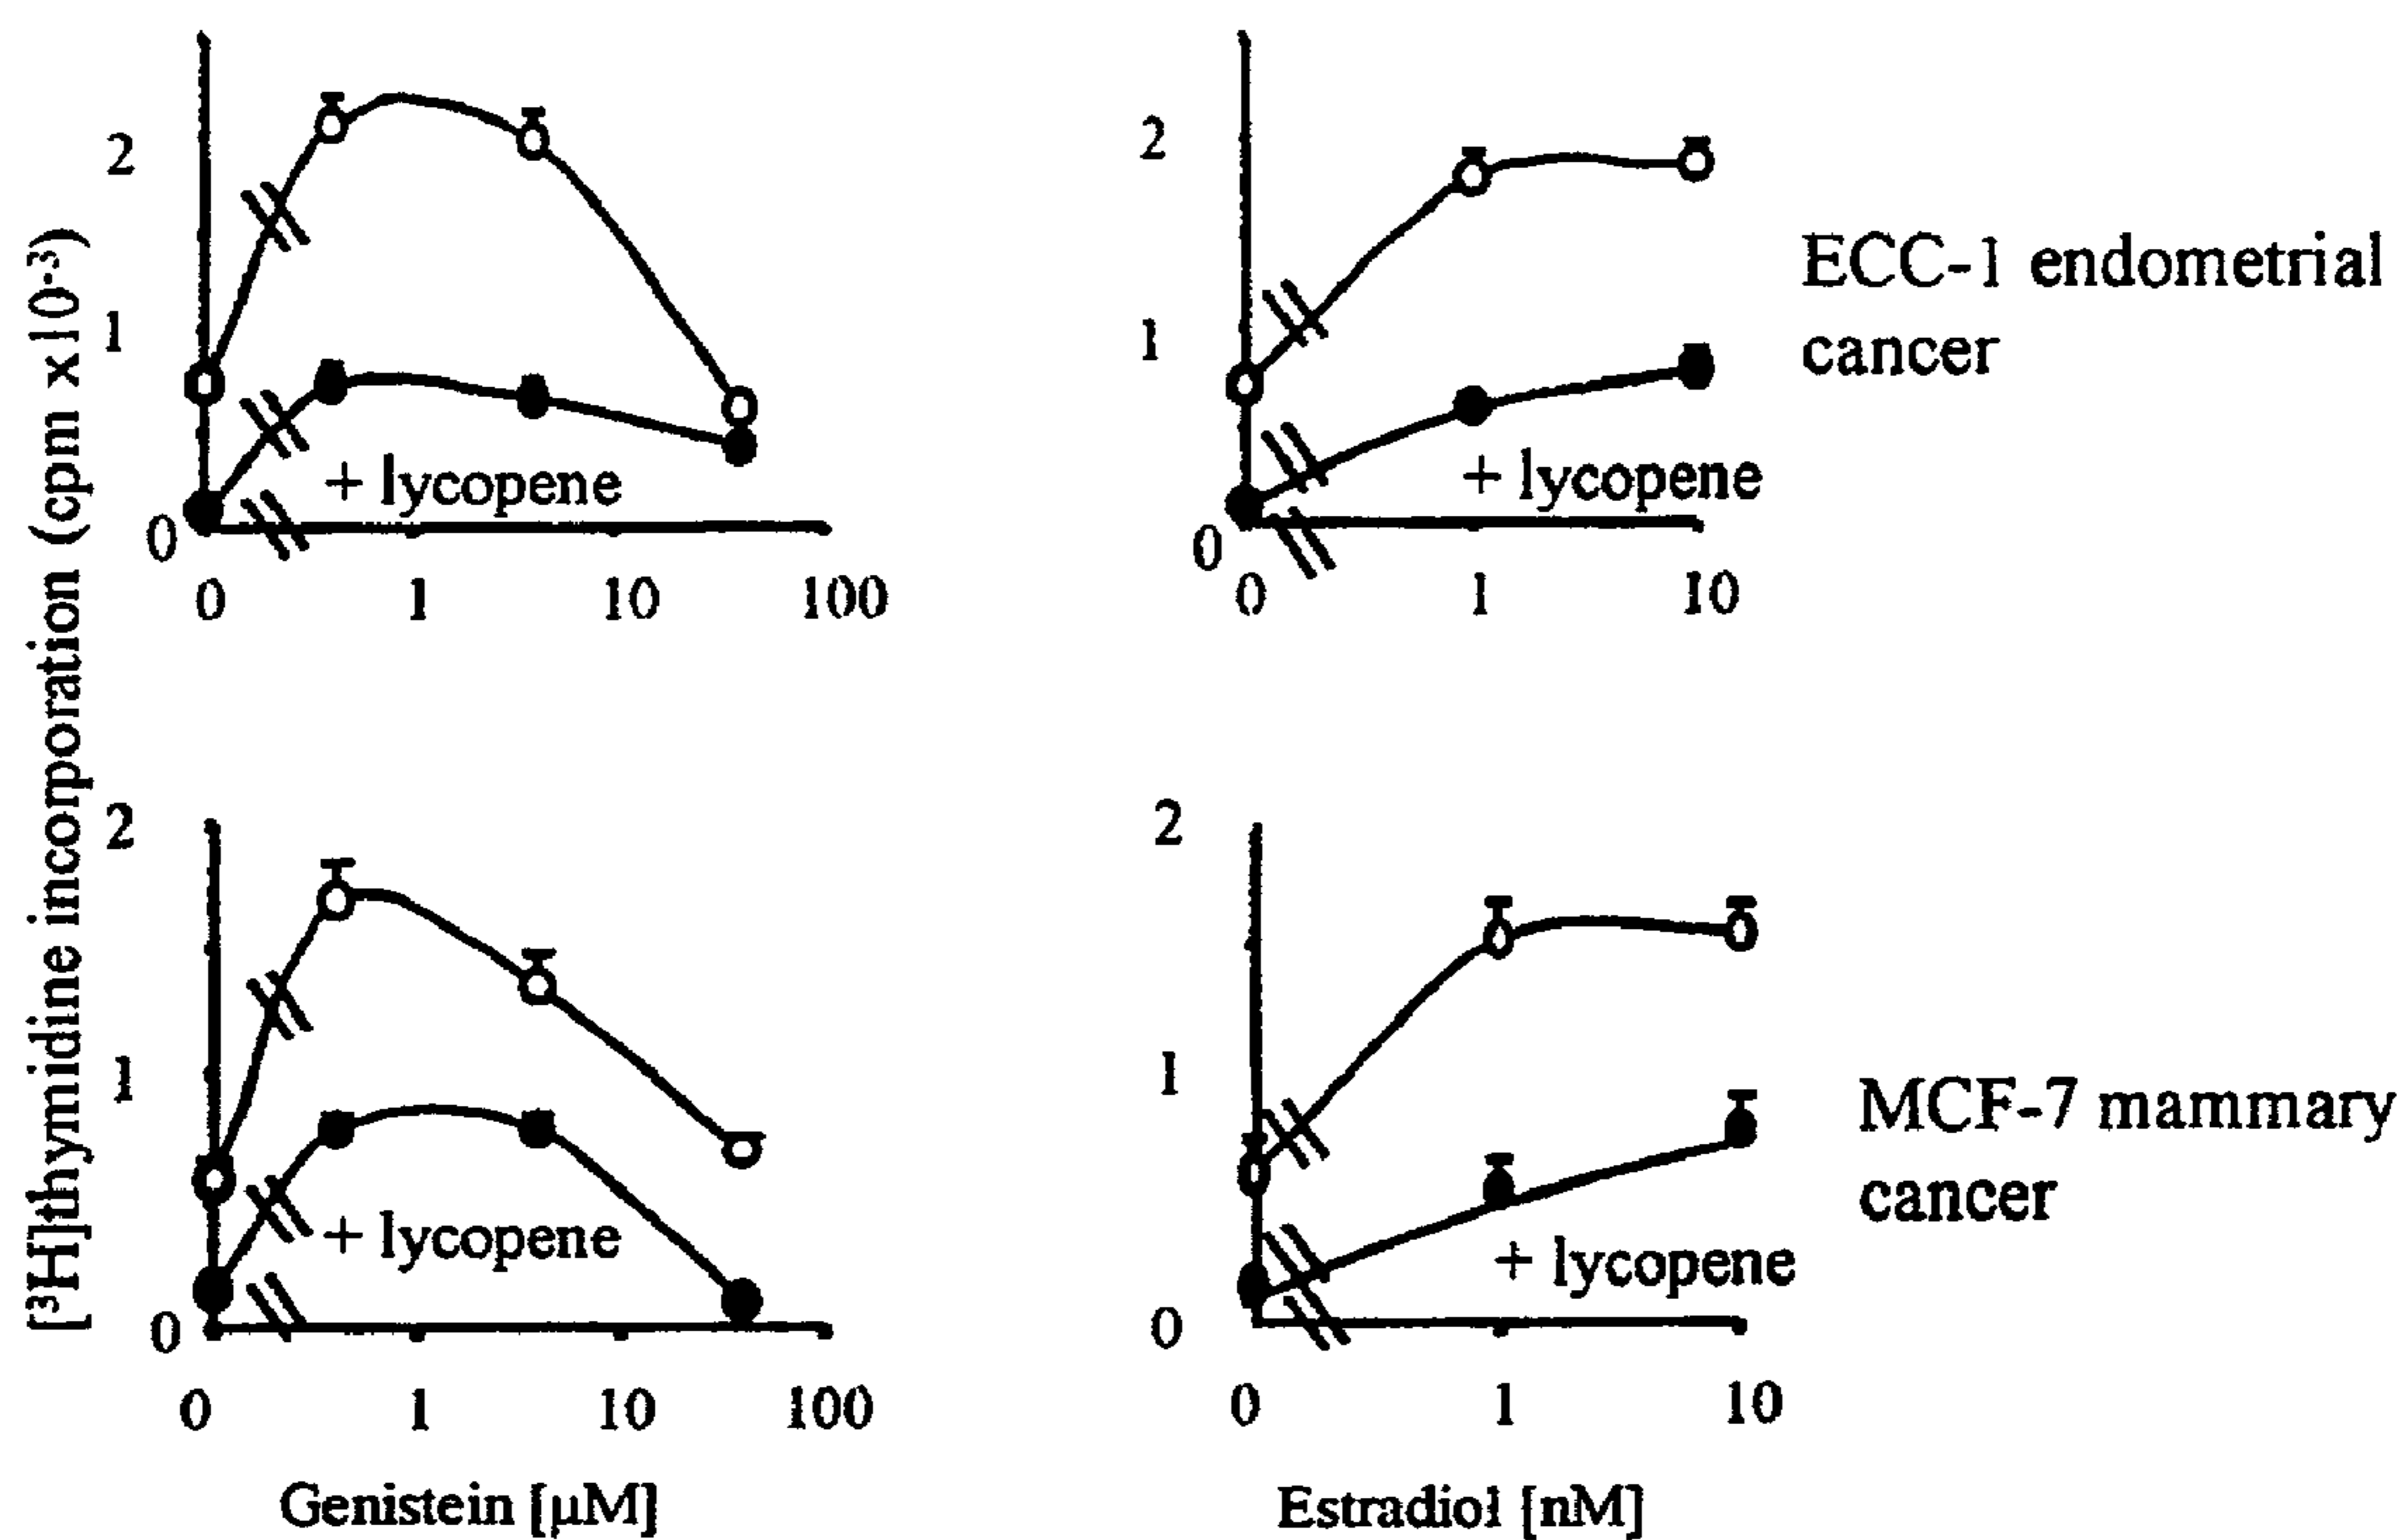 [³H]thymidine incorporation (cpm x10⁻³)
2
1
0
+ lycopene
0 1 10 100
2
1
0
+ lycopene
0 1 10
ECC-1 endometrial
cancer
2
1
0
+ lycopene
0 1 10 100
Genistein [µM]
2
1
0
+ lycopene
0 1 10
Estradiol [nM]
MCF-7 mammary
cancer